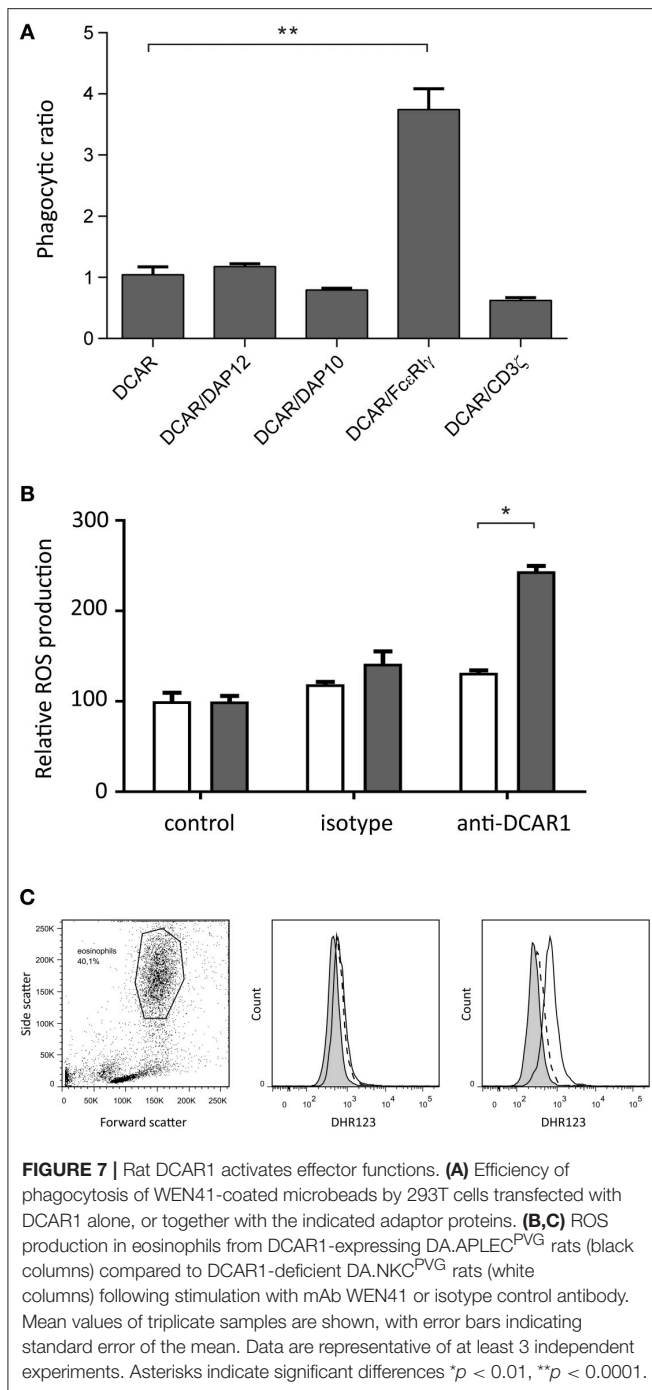 A
**
Phagocytic ratio
5
4
3
2
1
0
DCAR
DCAR/DAP12
DCAR/DAP10
DCAR/FcεRIγ
DCAR/CD3ζ
B
*
Relative ROS production
300
200
100
0
control isotype anti-DCAR1
C
Side scatter
250K
200K
150K
100K
50K
0
eosinophils
40,1%
0 50K 100K 150K 200K 250K
Forward scatter
Count
0
0 10² 10³ 10⁴ 10⁵
DHR123
Count
0
0 10² 10³ 10⁴ 10⁵
DHR123
FIGURE 7 | Rat DCAR1 activates effector functions. (A) Efficiency of
phagocytosis of WEN41-coated microbeads by 293T cells transfected with
DCAR1 alone, or together with the indicated adaptor proteins. (B,C) ROS
production in eosinophils from DCAR1-expressing DA.APLECᴾⱽᴳ rats (black
columns) compared to DCAR1-deficient DA.NKCᴾⱽᴳ rats (white
columns) following stimulation with mAb WEN41 or isotype control antibody.
Mean values of triplicate samples are shown, with error bars indicating
standard error of the mean. Data are representative of at least 3 independent
experiments. Asterisks indicate significant differences *p < 0.01, **p < 0.0001.